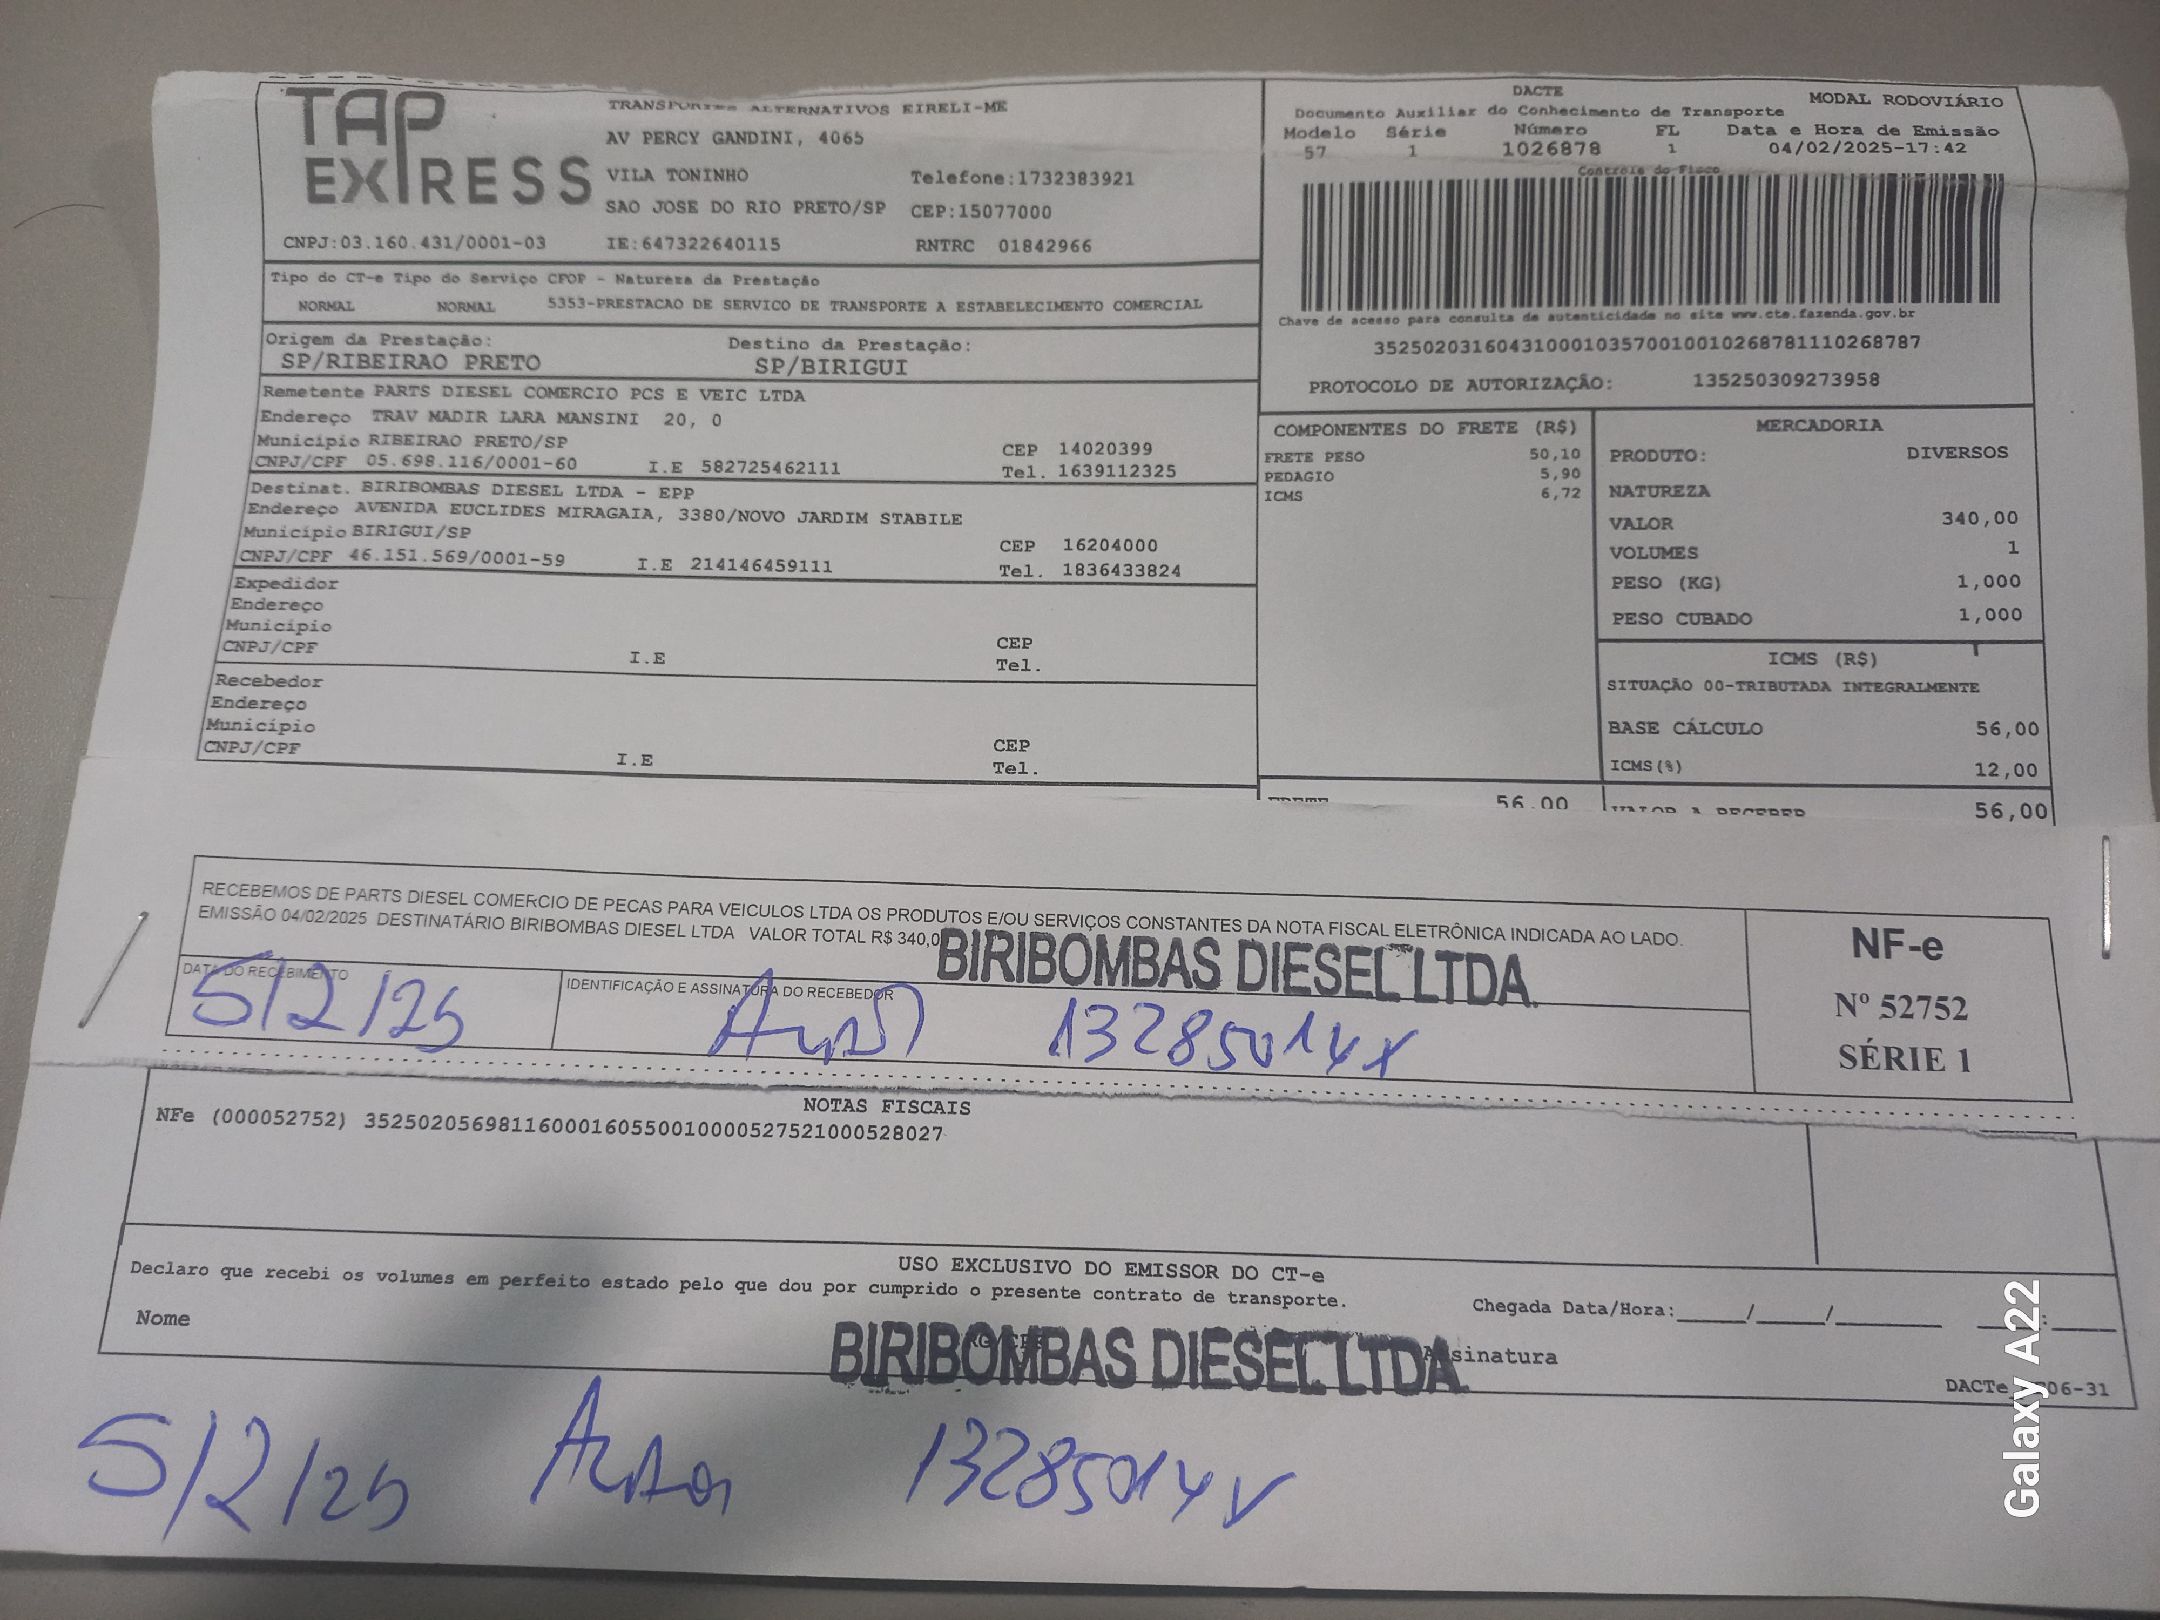 TAP
EXPRESS
TRANSPORTES ALTERNATIVOS EIRELI-ME
AV PERCY GANDINI, 4065
VILA TONINHO Telefone:1732383921
SAO JOSE DO RIO PRETO/SP CEP:15077000
CNPJ:03.160.431/0001-03 IE:647322640115 RNTRC 01842966
DACTE
Documento Auxiliar do Conhecimento de Transporte MODAL RODOVIÁRIO
Modelo Série Número FL Data e Hora de Emissão
57 1 1026878 1 04/02/2025-17:42
Controle do Fisco
Chave de acesso para consulta de autenticidade no site www.cte.fazenda.gov.br
35250203160431000103570010010268781110268787
PROTOCOLO DE AUTORIZAÇÃO: 135250309273958
Tipo do CT-e Tipo do Serviço CFOP - Natureza da Prestação
NORMAL NORMAL 5353-PRESTACAO DE SERVICO DE TRANSPORTE A ESTABELECIMENTO COMERCIAL
Origem da Prestação: Destino da Prestação:
SP/RIBEIRAO PRETO SP/BIRIGUI
Remetente PARTS DIESEL COMERCIO PCS E VEIC LTDA
Endereço TRAV MADIR LARA MANSINI 20, 0
Município RIBEIRAO PRETO/SP CEP 14020399
CNPJ/CPF 05.698.116/0001-60 I.E 582725462111 Tel. 1639112325
Destinat. BIRIBOMBAS DIESEL LTDA - EPP
Endereço AVENIDA EUCLIDES MIRAGAIA, 3380/NOVO JARDIM STABILE
Município BIRIGUI/SP CEP 16204000
CNPJ/CPF 46.151.569/0001-59 I.E 214146459111 Tel. 1836433824
Expedidor
Endereço
Município
CNPJ/CPF I.E CEP
Tel.
Recebedor
Endereço
Município
CNPJ/CPF I.E CEP
Tel.
COMPONENTES DO FRETE (R$)
FRETE PESO 50,10
PEDAGIO 5,90
ICMS 6,72
MERCADORIA
PRODUTO: DIVERSOS
NATUREZA
VALOR 340,00
VOLUMES 1
PESO (KG) 1,000
PESO CUBADO 1,000
ICMS (R$)
SITUAÇÃO 00-TRIBUTADA INTEGRALMENTE
BASE CÁLCULO 56,00
ICMS(%) 12,00
FRETE 56,00 VALOR A RECEBER 56,00
RECEBEMOS DE PARTS DIESEL COMERCIO DE PECAS PARA VEICULOS LTDA OS PRODUTOS E/OU SERVIÇOS CONSTANTES DA NOTA FISCAL ELETRÔNICA INDICADA AO LADO.
EMISSÃO 04/02/2025 DESTINATÁRIO BIRIBOMBAS DIESEL LTDA VALOR TOTAL R$ 340,0
BIRIBOMBAS DIESEL LTDA.
DATA DO RECEBIMENTO IDENTIFICAÇÃO E ASSINATURA DO RECEBEDOR
5/2/25 13285014X
NF-e
Nº 52752
SÉRIE 1
NOTAS FISCAIS
NFe (000052752) 35250205698116000160550010000527521000528027
USO EXCLUSIVO DO EMISSOR DO CT-e
Declaro que recebi os volumes em perfeito estado pelo que dou por cumprido o presente contrato de transporte. Chegada Data/Hora:_____/_____/_______ ____:____
Nome Assinatura
BIRIBOMBAS DIESEL LTDA.
DACTe 06-31
5/2/25 13285014X
Galaxy A22